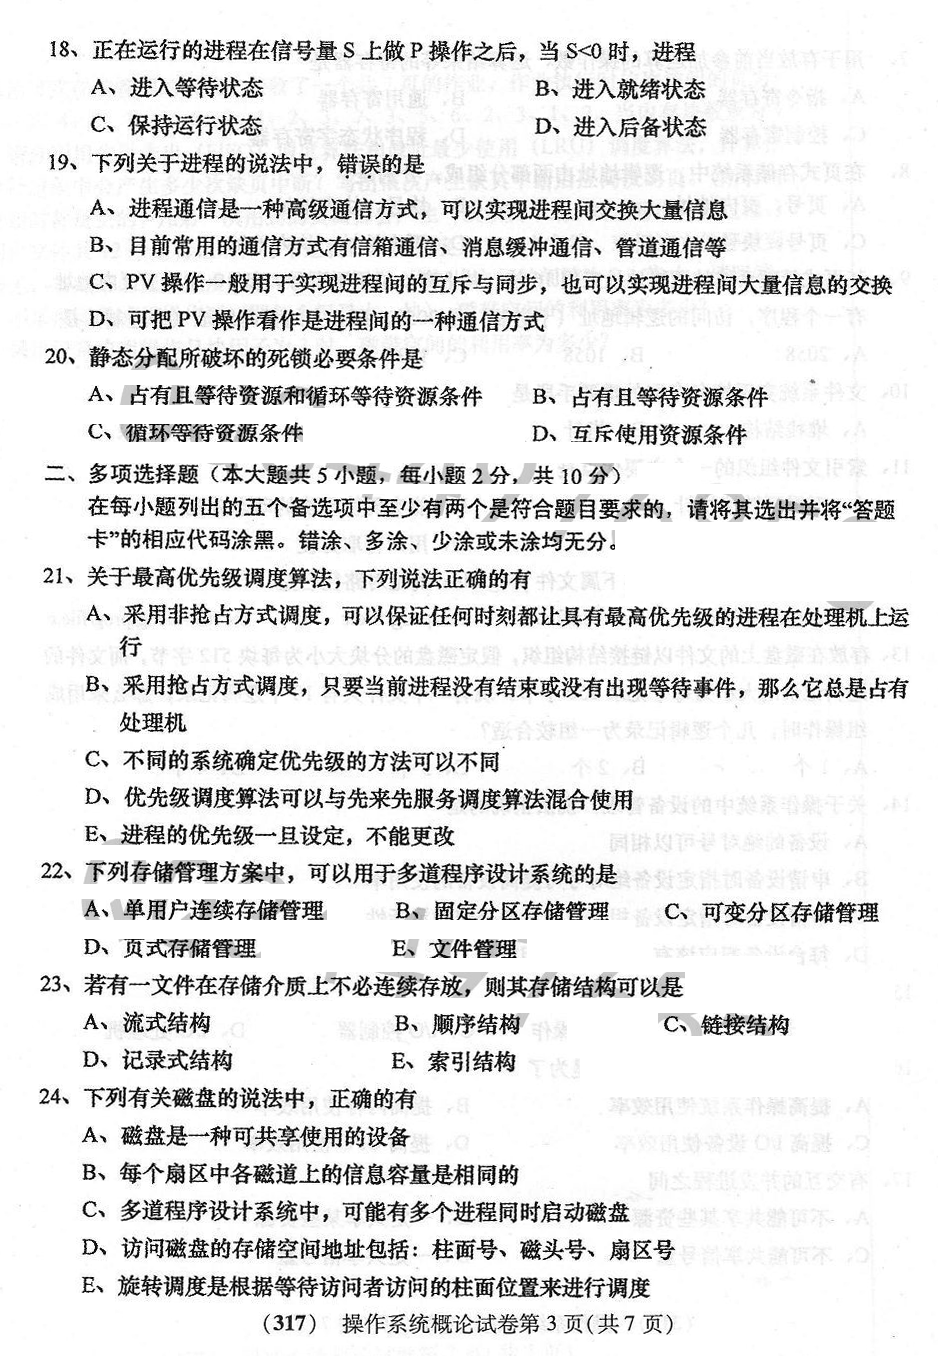 18、正在运行的进程在信号量 S 上做 P 操作之后，当 S<0 时，进程
A、进入等待状态 B、进入就绪状态
C、保持运行状态 D、进入后备状态
19、下列关于进程的说法中，错误的是
A、进程通信是一种高级通信方式，可以实现进程间交换大量信息
B、目前常用的通信方式有信箱通信、消息缓冲通信、管道通信等
C、PV 操作一般用于实现进程间的互斥与同步，也可以实现进程间大量信息的交换
D、可把 PV 操作看作是进程间的一种通信方式
20、静态分配所破坏的死锁必要条件是
A、占有且等待资源和循环等待资源条件 B、占有且等待资源条件
C、循环等待资源条件 D、互斥使用资源条件
二、多项选择题（本大题共 5 小题，每小题 2 分，共 10 分）
在每小题列出的五个备选项中至少有两个是符合题目要求的，请将其选出并将“答题
卡”的相应代码涂黑。错涂、多涂、少涂或未涂均无分。
21、关于最高优先级调度算法，下列说法正确的有
A、采用非抢占方式调度，可以保证任何时刻都让具有最高优先级的进程在处理机上运
行
B、采用抢占方式调度，只要当前进程没有结束或没有出现等待事件，那么它总是占有
处理机
C、不同的系统确定优先级的方法可以不同
D、优先级调度算法可以与先来先服务调度算法混合使用
E、进程的优先级一旦设定，不能更改
22、下列存储管理方案中，可以用于多道程序设计系统的是
A、单用户连续存储管理 B、固定分区存储管理 C、可变分区存储管理
D、页式存储管理 E、文件管理
23、若有一文件在存储介质上不必连续存放，则其存储结构可以是
A、流式结构 B、顺序结构 C、链接结构
D、记录式结构 E、索引结构
24、下列有关磁盘的说法中，正确的有
A、磁盘是一种可共享使用的设备
B、每个扇区中各磁道上的信息容量是相同的
C、多道程序设计系统中，可能有多个进程同时启动磁盘
D、访问磁盘的存储空间地址包括：柱面号、磁头号、扇区号
E、旋转调度是根据等待访问者访问的柱面位置来进行调度
（317） 操作系统概论试卷第 3 页(共 7 页)